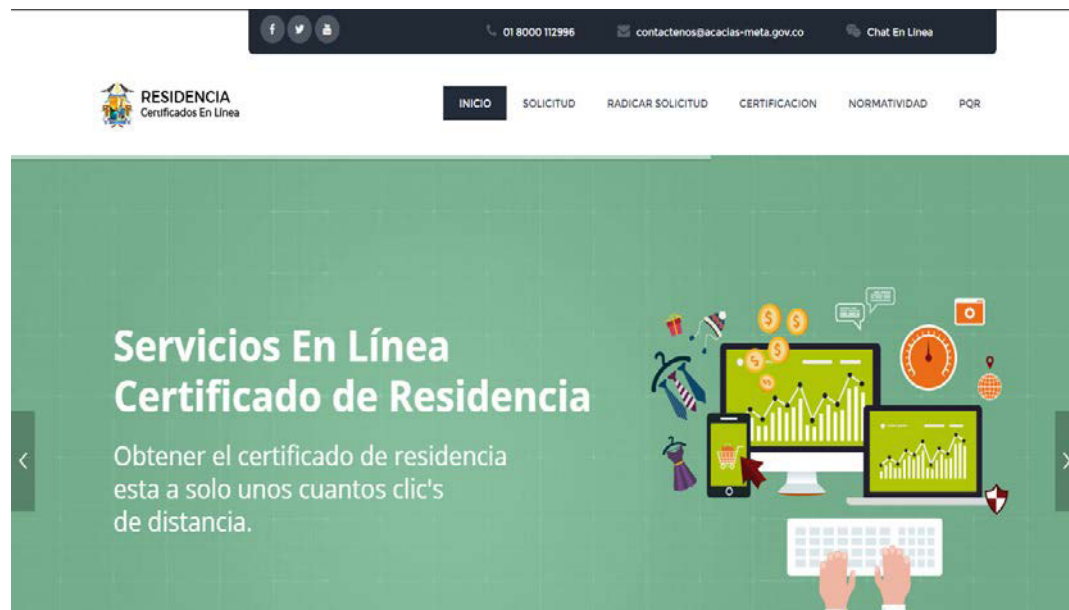 01 8000 112996
contactenos@acacias-meta.gov.co
Chat En Linea
RESIDENCIA
Certificados En Línea
INICIO
SOLICITUD
RADICAR SOLICITUD
CERTIFICACION
NORMATIVIDAD
PQR
Servicios En Línea
Certificado de Residencia
Obtener el certificado de residencia
esta a solo unos cuantos clic's
de distancia.